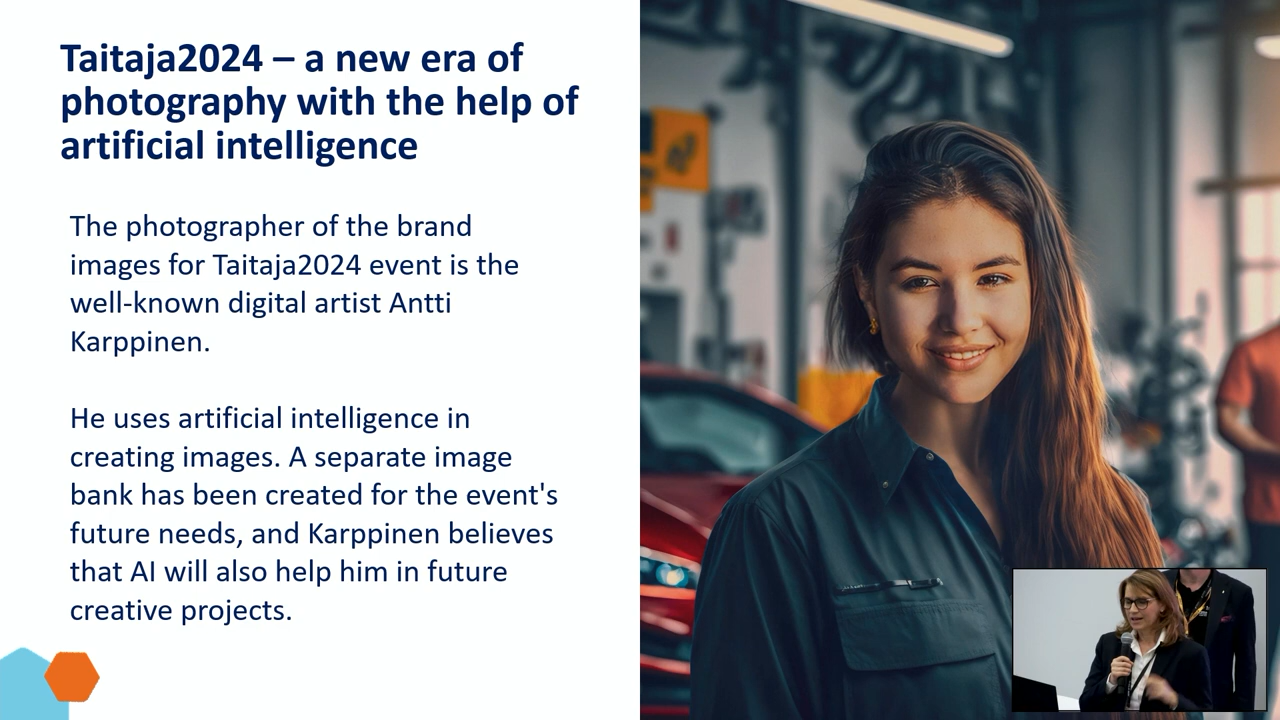 Taitaja2024 – a new era of
photography with the help of
artificial intelligence
The photographer of the brand
images for Taitaja2024 event is the
well-known digital artist Antti
Karppinen.
He uses artificial intelligence in
creating images. A separate image
bank has been created for the event's
future needs, and Karppinen believes
that AI will also help him in future
creative projects.